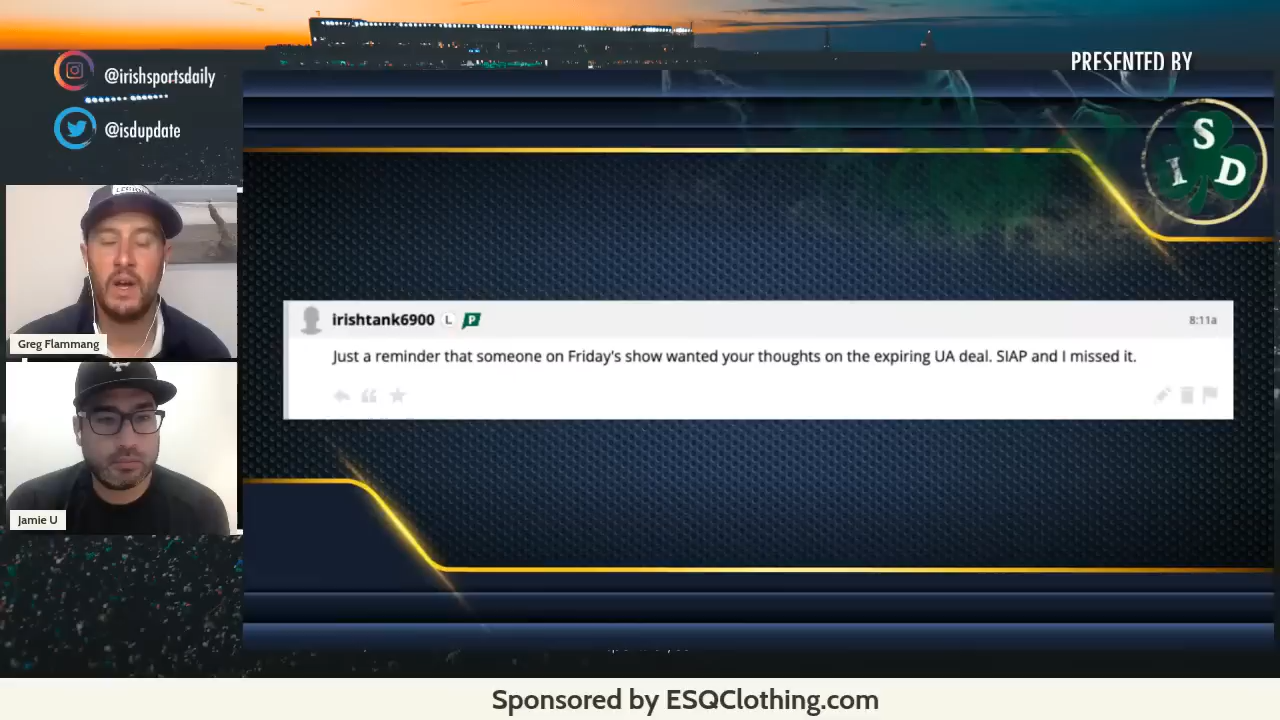 @irishsportsdaily
@isdupdate
PRESENTED BY
I S D
Greg Flammang
Jamie U
irishtank6900 L P
8:11a
Just a reminder that someone on Friday's show wanted your thoughts on the expiring UA deal. SIAP and I missed it.
Sponsored by ESQClothing.com